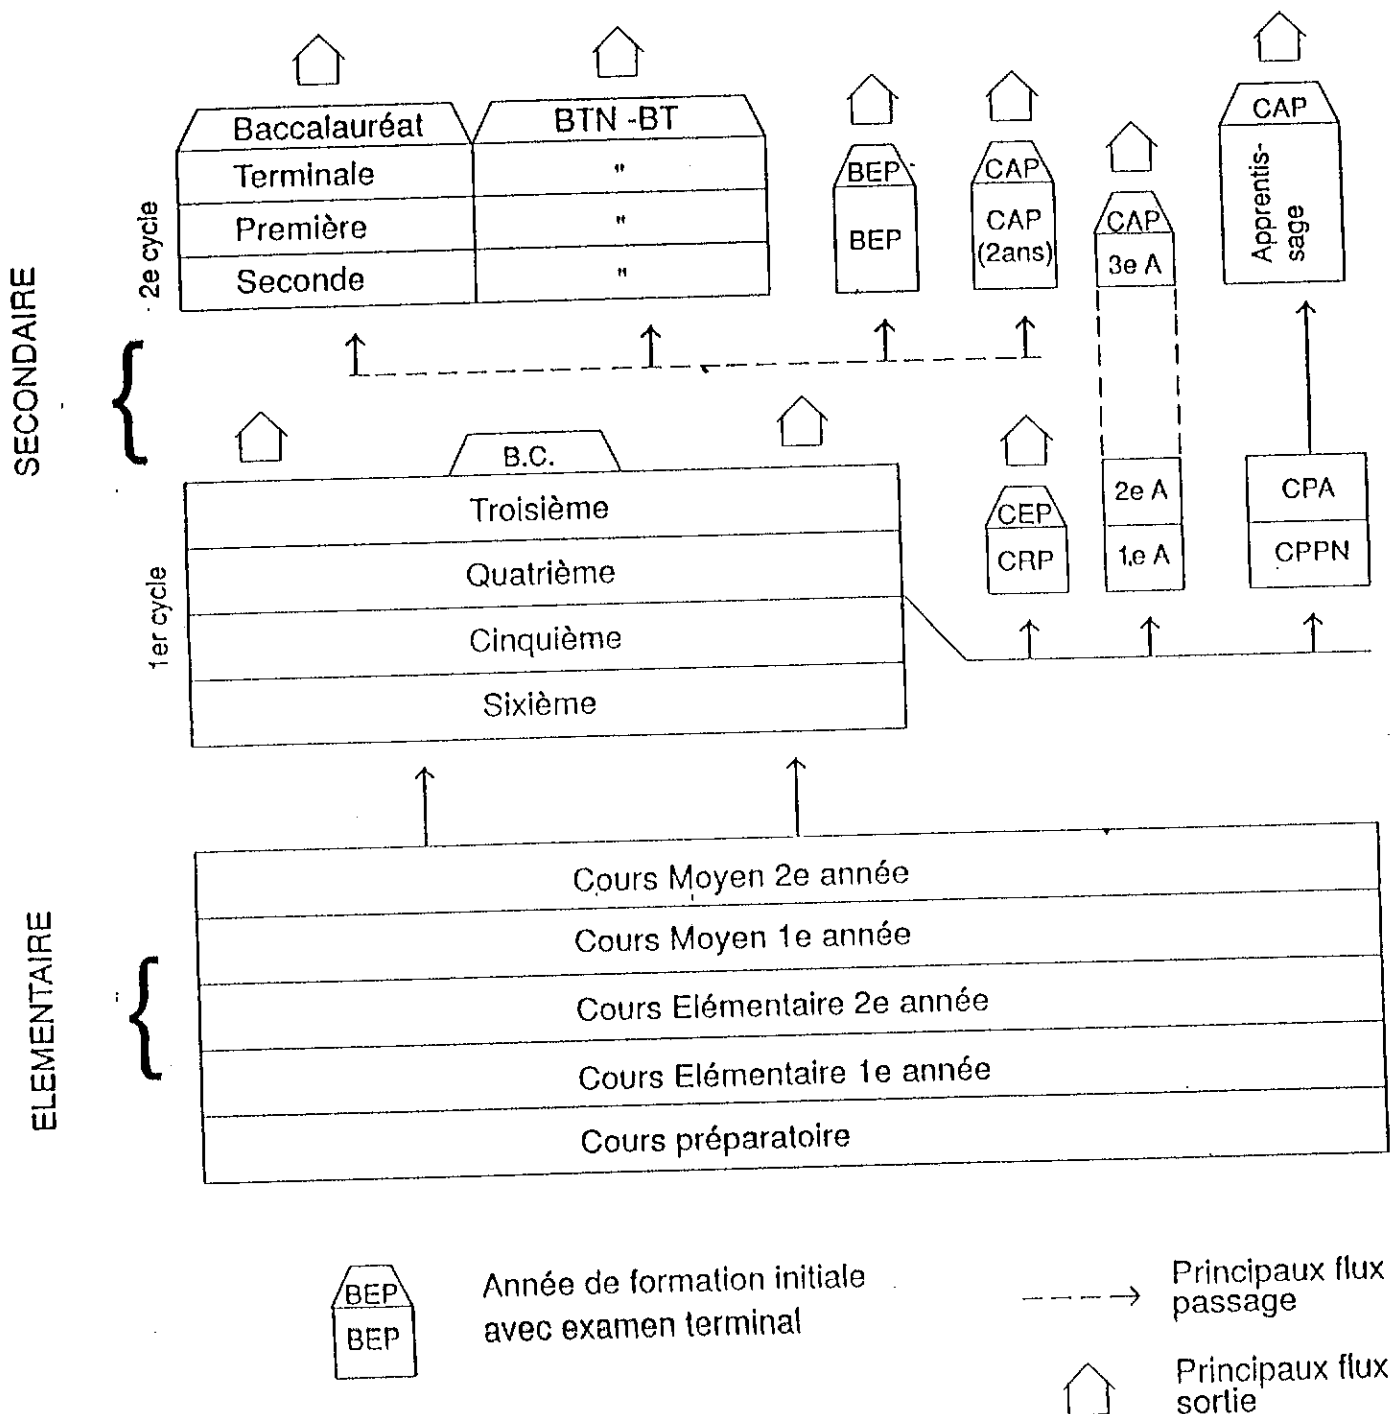 SECONDAIRE
2e cycle
Baccalauréat
BTN -BT
Terminale
"
Première
"
Seconde
"
BEP
BEP
CAP
CAP
(2ans)
CAP
3e A
CAP
Apprentis-
sage
1er cycle
B.C.
Troisième
Quatrième
Cinquième
Sixième
CEP
CRP
2e A
1.e A
CPA
CPPN
ELEMENTAIRE
Cours Moyen 2e année
Cours Moyen 1e année
Cours Elémentaire 2e année
Cours Elémentaire 1e année
Cours préparatoire
BEP
BEP
Année de formation initiale
avec examen terminal
Principaux flux
passage
Principaux flux
sortie